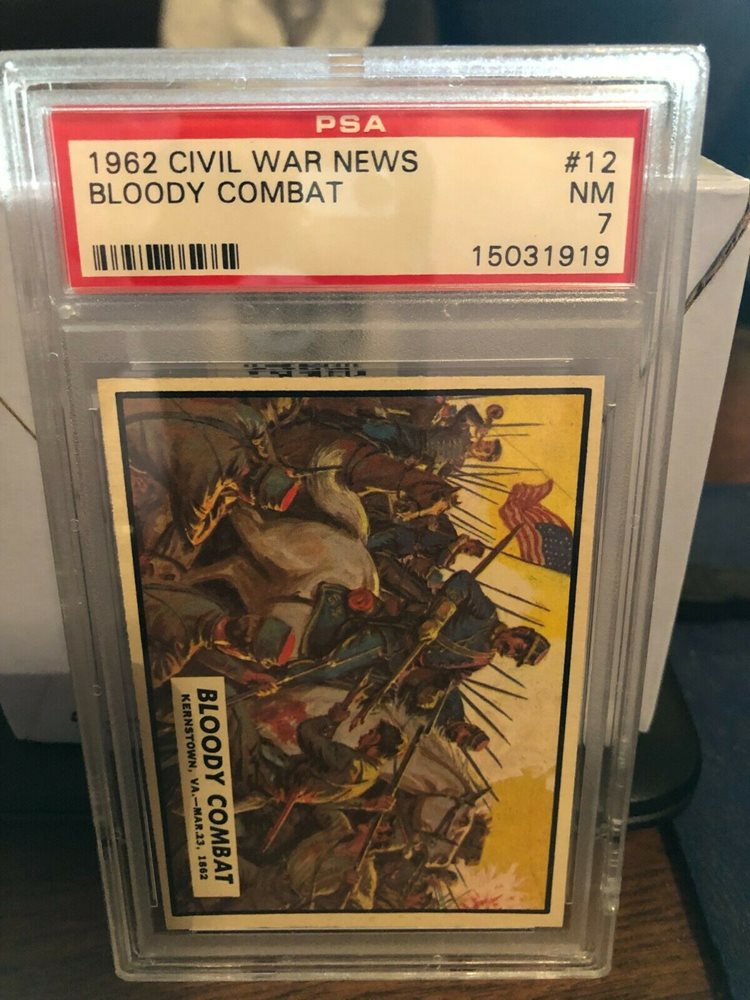 PSA
1962 CIVIL WAR NEWS #12
BLOODY COMBAT NM
7
15031919
BLOODY COMBAT
KERNSTOWN, VA.—MAR.23, 1862